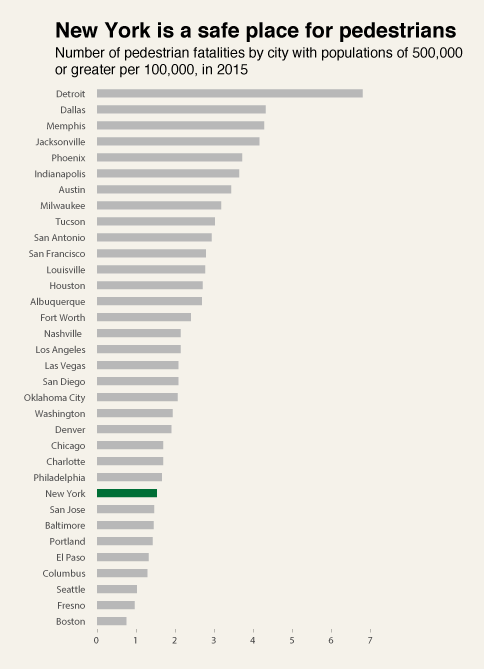 New York is a safe place for pedestrians
Number of pedestrian fatalities by city with populations of 500,000
or greater per 100,000, in 2015
Detroit
Dallas
Memphis
Jacksonville
Phoenix
Indianapolis
Austin
Milwaukee
Tucson
San Antonio
San Francisco
Louisville
Houston
Albuquerque
Fort Worth
Nashville
Los Angeles
Las Vegas
San Diego
Oklahoma City
Washington
Denver
Chicago
Charlotte
Philadelphia
New York
San Jose
Baltimore
Portland
El Paso
Columbus
Seattle
Fresno
Boston
0 1 2 3 4 5 6 7